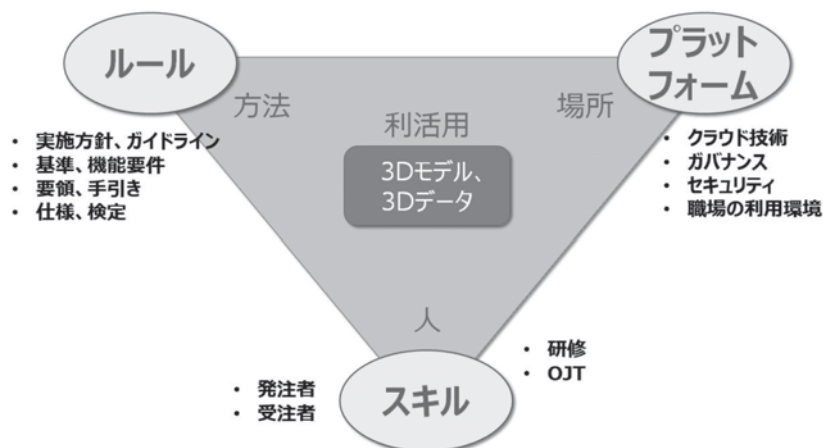 ルール
プラット
フォーム
方法
場所
利活用
3Dモデル、
3Dデータ
・ 実施方針、ガイドライン
・ 基準、機能要件
・ 要領、手引き
・ 仕様、検定
・ クラウド技術
・ ガバナンス
・ セキュリティ
・ 職場の利用環境
人
スキル
・ 発注者
・ 受注者
・ 研修
・ OJT